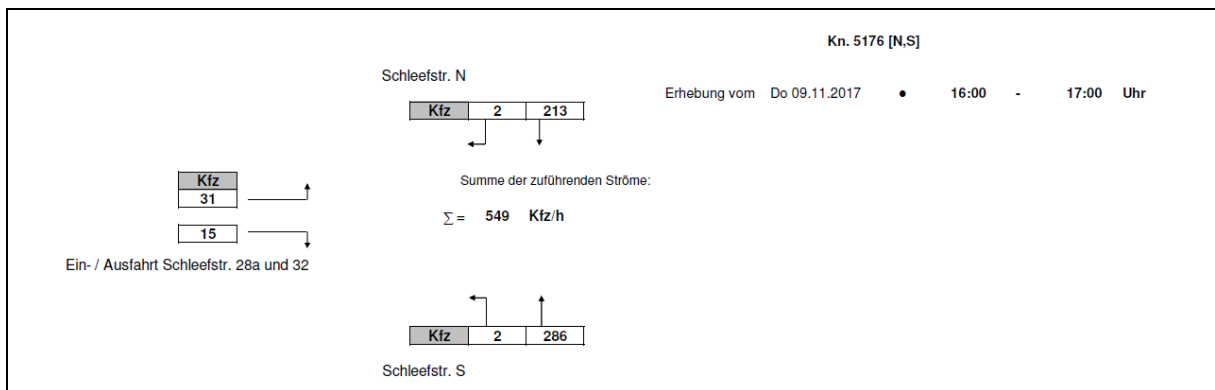 Kn. 5176 [N,S]
Schleefstr. N
Erhebung vom Do 09.11.2017 ● 16:00 - 17:00 Uhr
Kfz 2 213
Kfz
31
Summe der zuführenden Ströme:
∑ = 549 Kfz/h
15
Ein- / Ausfahrt Schleefstr. 28a und 32
Kfz 2 286
Schleefstr. S